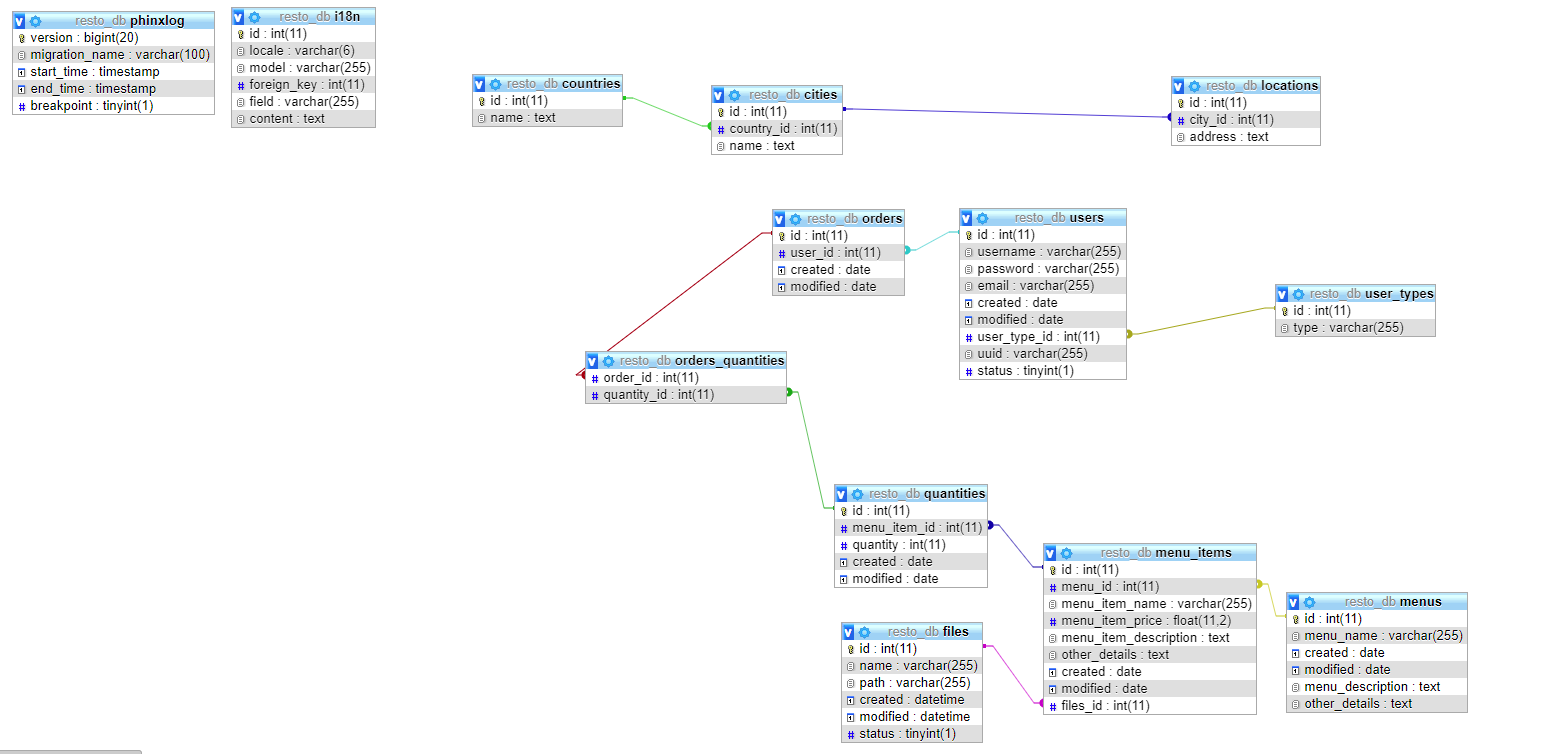 resto_db phinxlog
version : bigint(20)
migration_name : varchar(100)
start_time : timestamp
end_time : timestamp
breakpoint : tinyint(1)
resto_db i18n
id : int(11)
locale : varchar(6)
model : varchar(255)
foreign_key : int(11)
field : varchar(255)
content : text
resto_db countries
id : int(11)
name : text
resto_db cities
id : int(11)
country_id : int(11)
name : text
resto_db locations
id : int(11)
city_id : int(11)
address : text
resto_db orders
id : int(11)
user_id : int(11)
created : date
modified : date
resto_db users
id : int(11)
username : varchar(255)
password : varchar(255)
email : varchar(255)
created : date
modified : date
user_type_id : int(11)
uuid : varchar(255)
status : tinyint(1)
resto_db user_types
id : int(11)
type : varchar(255)
resto_db orders_quantities
order_id : int(11)
quantity_id : int(11)
resto_db quantities
id : int(11)
menu_item_id : int(11)
quantity : int(11)
created : date
modified : date
resto_db menu_items
id : int(11)
menu_id : int(11)
menu_item_name : varchar(255)
menu_item_price : float(11,2)
menu_item_description : text
other_details : text
created : date
modified : date
files_id : int(11)
resto_db menus
id : int(11)
menu_name : varchar(255)
created : date
modified : date
menu_description : text
other_details : text
resto_db files
id : int(11)
name : varchar(255)
path : varchar(255)
created : datetime
modified : datetime
status : tinyint(1)